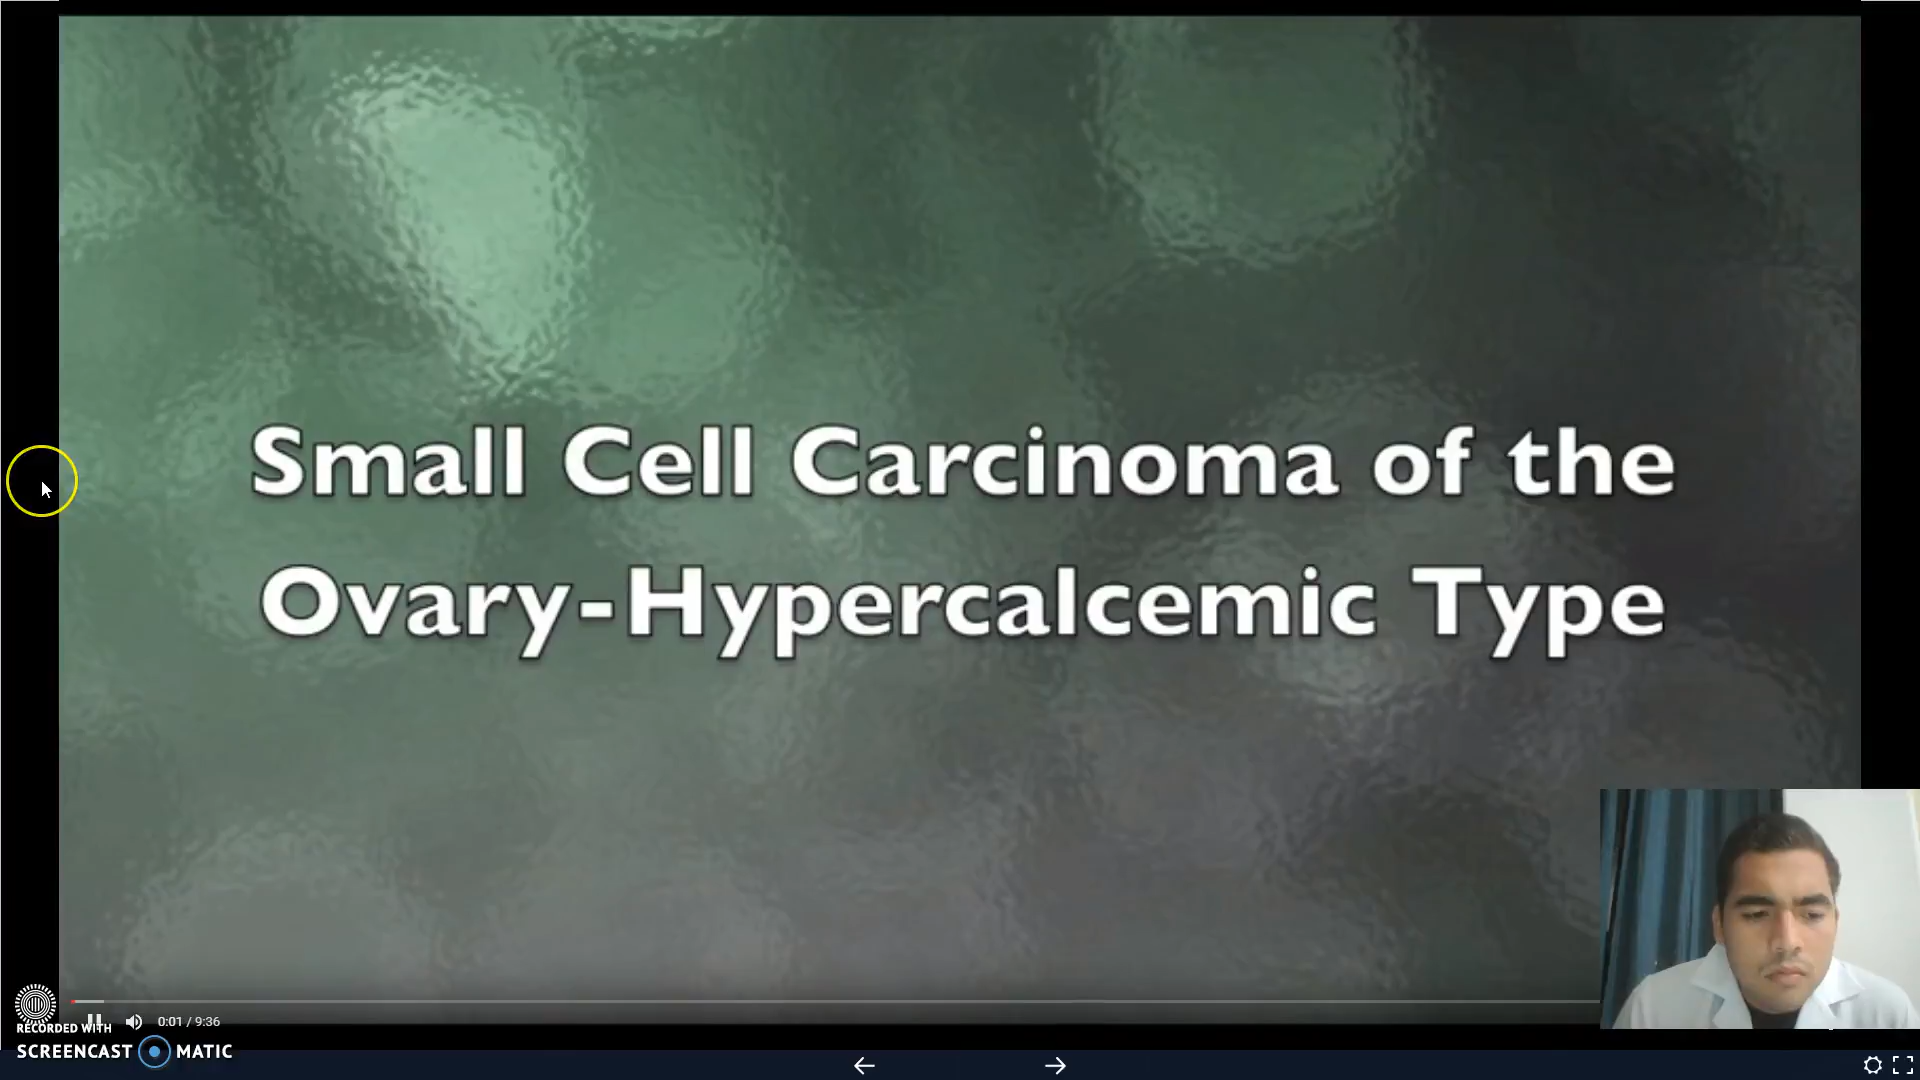 Small Cell Carcinoma of the
Ovary-Hypercalcemic Type
0:01 / 9:36
RECORDED WITH
SCREENCAST MATIC